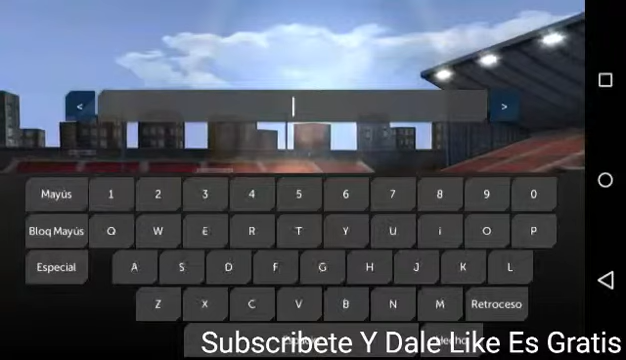 < >
Mayús 1 2 3 4 5 6 7 8 9 0
Bloq Mayús Q W E R T Y U i O P
Especial A S D F G H J K L
Z X C V B N M Retroceso
Hecho
Subscribete Y Dale Like Es Gratis